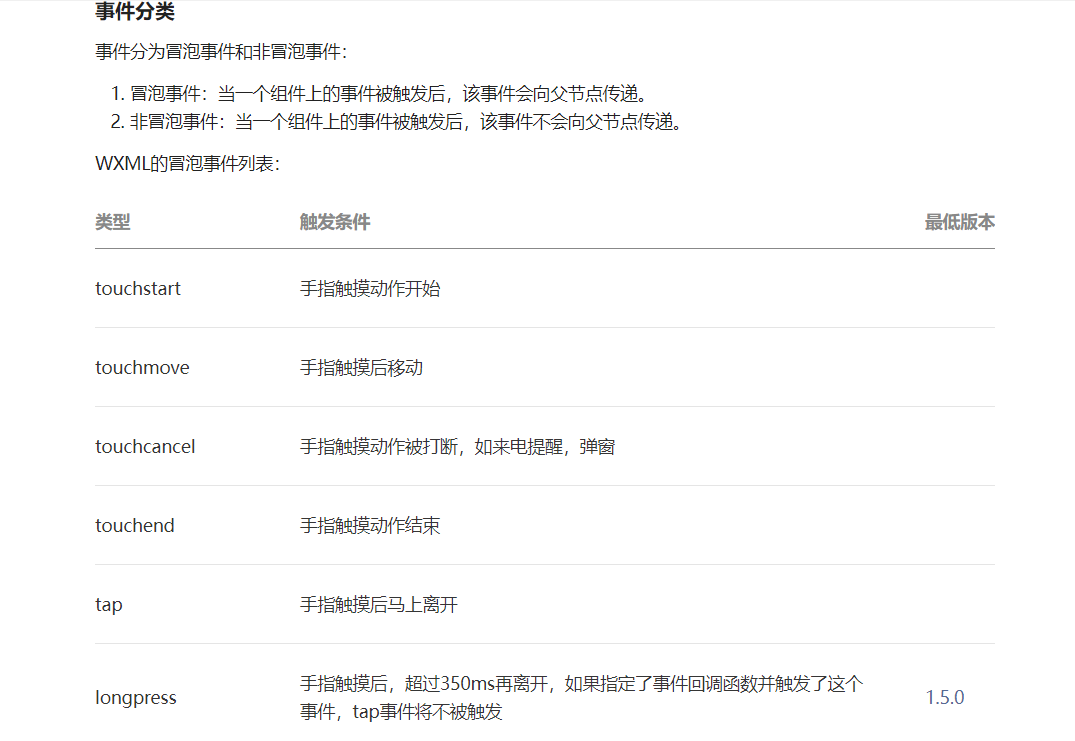 事件分类
事件分为冒泡事件和非冒泡事件：
1. 冒泡事件：当一个组件上的事件被触发后，该事件会向父节点传递。
2. 非冒泡事件：当一个组件上的事件被触发后，该事件不会向父节点传递。
WXML的冒泡事件列表：
类型 触发条件 最低版本
touchstart 手指触摸动作开始
touchmove 手指触摸后移动
touchcancel 手指触摸动作被打断，如来电提醒，弹窗
touchend 手指触摸动作结束
tap 手指触摸后马上离开
longpress 手指触摸后，超过350ms再离开，如果指定了事件回调函数并触发了这个 1.5.0
事件，tap事件将不被触发